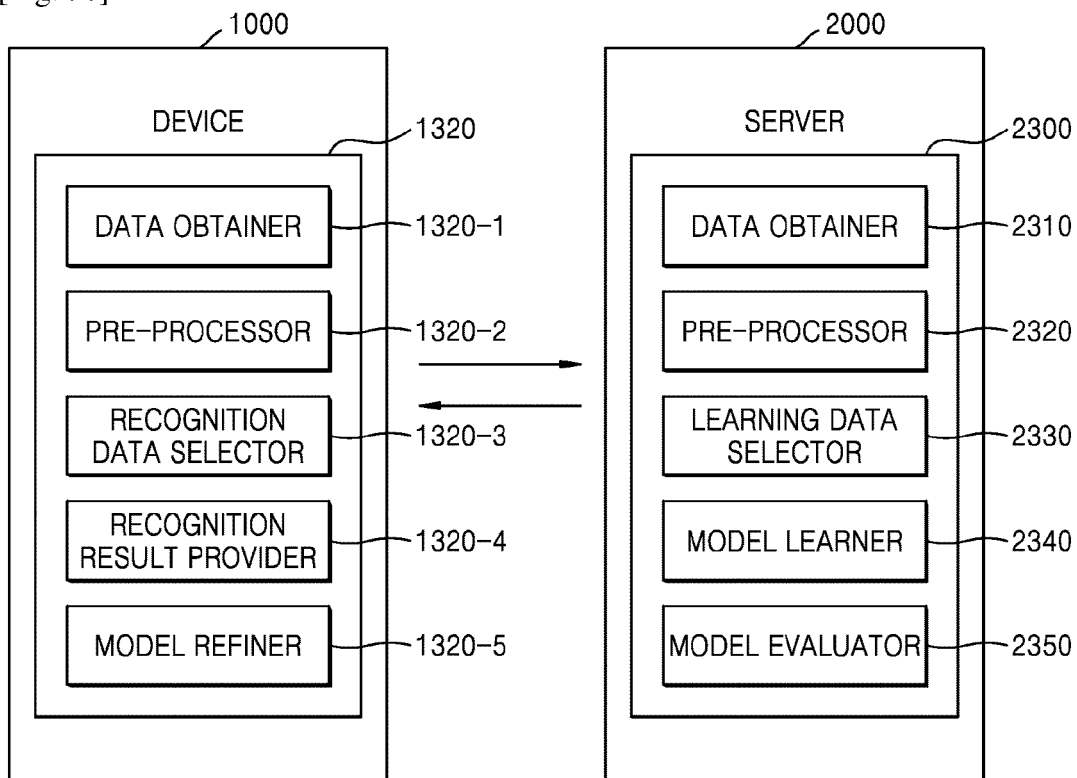 1000
2000
DEVICE
1320
SERVER
2300
DATA OBTAINER
1320-1
DATA OBTAINER
2310
PRE-PROCESSOR
1320-2
PRE-PROCESSOR
2320
RECOGNITION
DATA SELECTOR
1320-3
LEARNING DATA
SELECTOR
2330
RECOGNITION
RESULT PROVIDER
1320-4
MODEL LEARNER
2340
MODEL REFINER
1320-5
MODEL EVALUATOR
2350